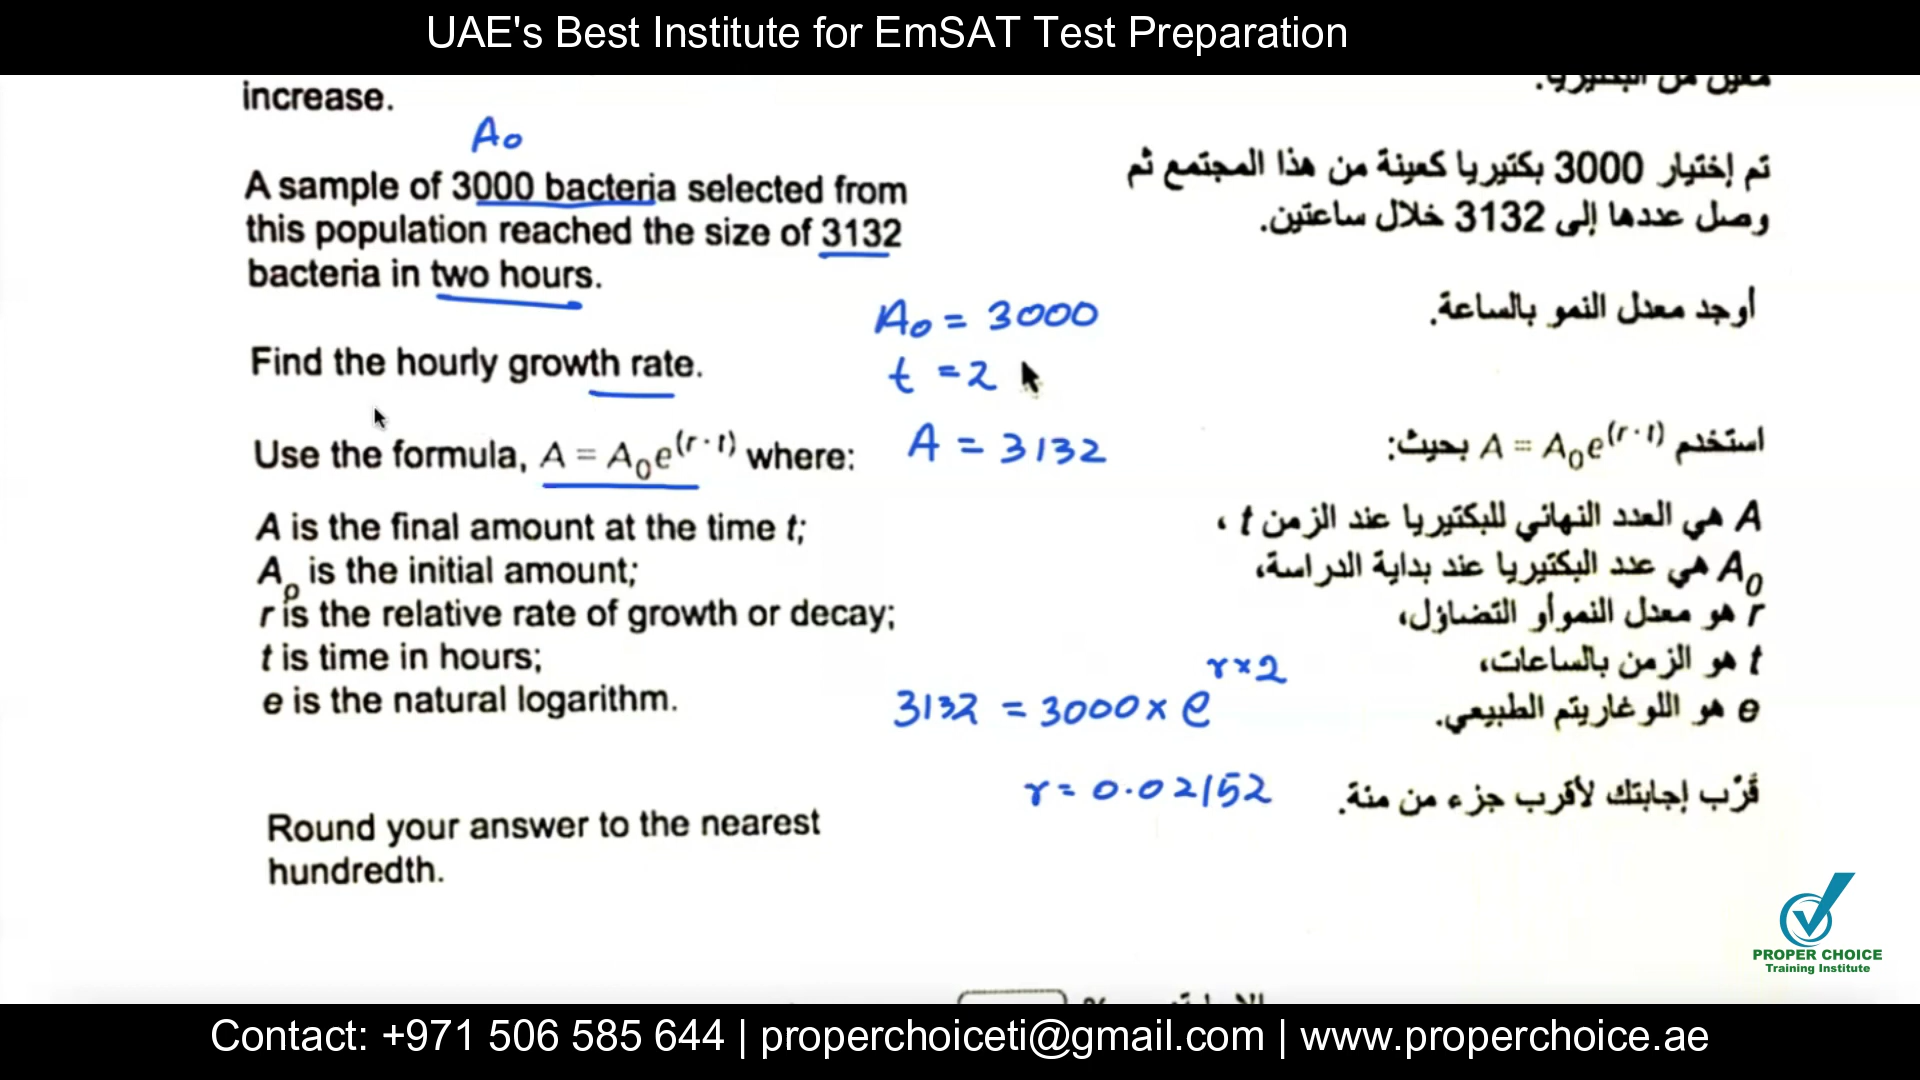 UAE's Best Institute for EmSAT Test Preparation
increase.
A₀
A sample of 3000 bacteria selected from
this population reached the size of 3132
bacteria in two hours.
Find the hourly growth rate.
Use the formula, A = A₀e^(r · t) where:
A is the final amount at the time t;
A₀ is the initial amount;
r is the relative rate of growth or decay;
t is time in hours;
e is the natural logarithm.
Round your answer to the nearest
hundredth.
A₀ = 3000
t = 2
A = 3132
3132 = 3000 × e^(r×2)
r = 0.02152
معين من البكتيريا.
تم إختيار 3000 بكتيريا كعينة من هذا المجتمع ثم
وصل عددها إلى 3132 خلال ساعتين.
أوجد معدل النمو بالساعة.
استخدم A = A₀e^(r · t) بحيث:
A هي العدد النهائي للبكتيريا عند الزمن t ،
A₀ هي عدد البكتيريا عند بداية الدراسة،
r هو معدل النمو أو التضاؤل،
t هو الزمن بالساعات،
e هو اللوغاريتم الطبيعي.
قرّب إجابتك لأقرب جزء من مئة.
%
PROPER CHOICE
Training Institute
Contact: +971 506 585 644 | properchoiceti@gmail.com | www.properchoice.ae